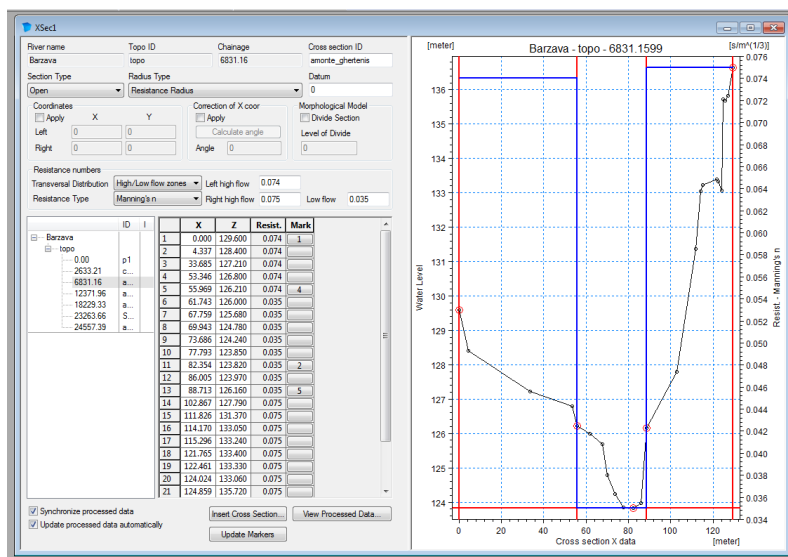 XSec1
River name Topo ID Chainage Cross section ID
Barzava topo 6831.16 amonte_ghertenis
Section Type Radius Type Datum
Open Resistance Radius 0
Coordinates Correction of X coor Morphological Model
Apply X Y Apply Divide Section
Left 0 0 Calculate angle Level of Divide
Right 0 0 Angle 0 0
Resistance numbers
Transversal Distribution High/Low flow zones Left high flow 0.074
Resistance Type Manning's n Right high flow 0.075 Low flow 0.035
ID I
Barzava
topo
0.00 p1
2633.21 c...
6831.16 a...
12371.96 a...
18229.33 a...
23263.66 S...
24557.39 a...
X Z Resist. Mark
1 0.000 129.600 0.074 1
2 4.337 128.400 0.074
3 33.685 127.210 0.074
4 53.346 126.800 0.074
5 55.969 126.210 0.074 4
6 61.743 126.000 0.035
7 67.759 125.680 0.035
8 69.943 124.780 0.035
9 73.686 124.240 0.035
10 77.793 123.850 0.035
11 82.354 123.820 0.035 2
12 86.005 123.970 0.035
13 88.713 126.160 0.035 5
14 102.867 127.790 0.075
15 111.826 131.370 0.075
16 114.170 133.050 0.075
17 115.296 133.240 0.075
18 121.765 133.400 0.075
19 122.461 133.330 0.075
20 124.024 133.060 0.075
21 124.859 135.720 0.075
Synchronize processed data
Update processed data automatically
Insert Cross Section... View Processed Data...
Update Markers
[meter] Barzava - topo - 6831.1599 [s/m^(1/3)]
136
135
134
133
132
131
130
129
128
127
126
125
124
Water Level
0.076
0.074
0.072
0.070
0.068
0.066
0.064
0.062
0.060
0.058
0.056
0.054
0.052
0.050
0.048
0.046
0.044
0.042
0.040
0.038
0.036
0.034
Resist. - Manning's n
0 20 40 60 80 100 120
Cross section X data [meter]